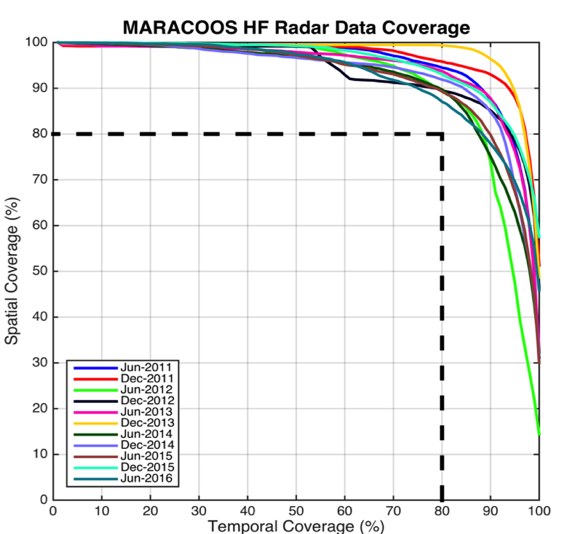 MARACOOS HF Radar Data Coverage
100
90
80
70
60
50
40
30
20
10
0
Spatial Coverage (%)
Jun-2011
Dec-2011
Jun-2012
Dec-2012
Jun-2013
Dec-2013
Jun-2014
Dec-2014
Jun-2015
Dec-2015
Jun-2016
0 10 20 30 40 50 60 70 80 90 100
Temporal Coverage (%)